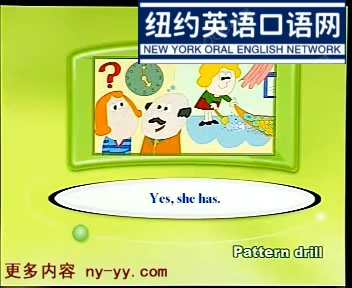 纽约英语口语网
NEW YORK ORAL ENGLISH NETWORK
?
Yes, she has.
Pattern drill
更多内容 ny-yy.com